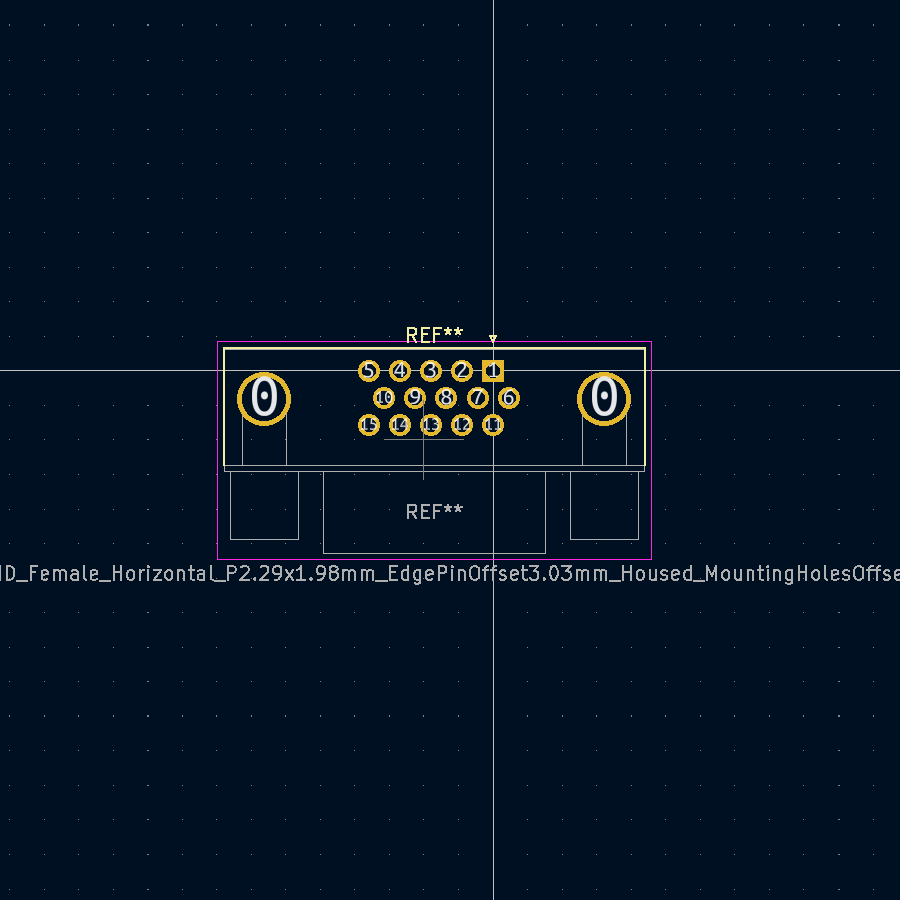 REF**
5 4 3 2 1
0 10 9 8 7 6 0
15 14 13 12 11
REF**
D_Female_Horizontal_P2.29x1.98mm_EdgePinOffset3.03mm_Housed_MountingHolesOffse